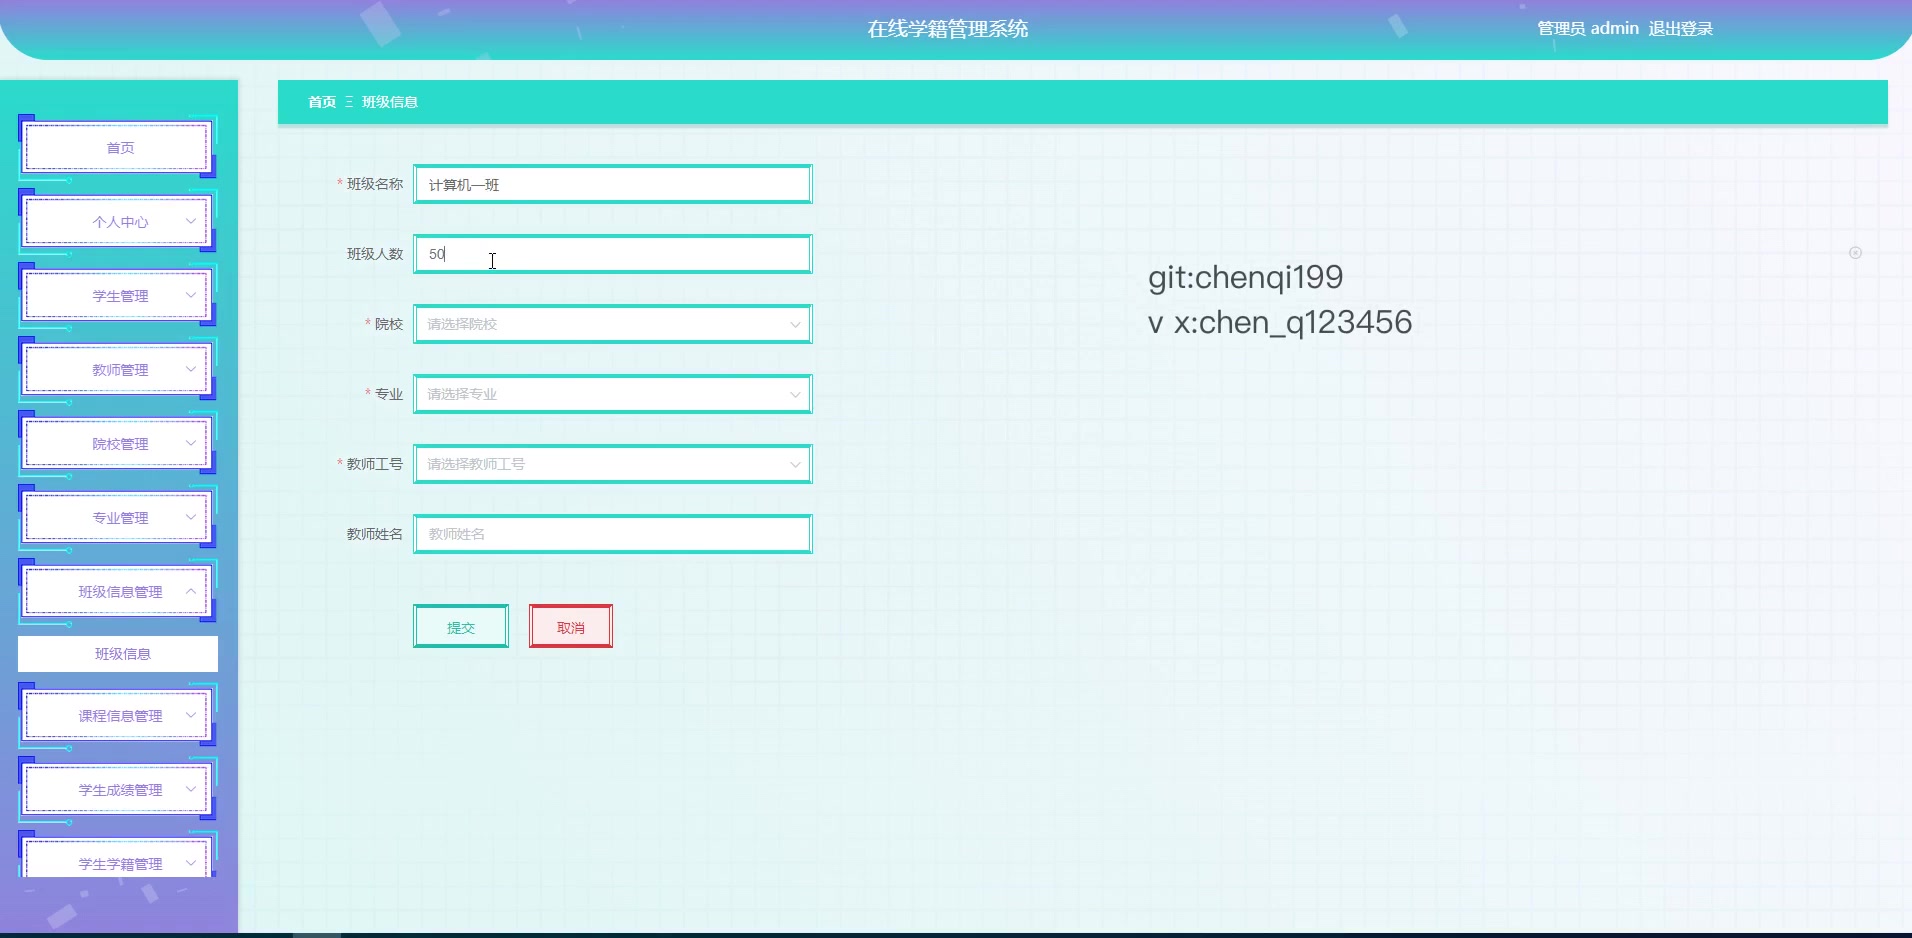 在线学籍管理系统
管理员 admin 退出登录
首页 Ξ 班级信息
首页
个人中心
学生管理
教师管理
院校管理
专业管理
班级信息管理
班级信息
课程信息管理
学生成绩管理
学生学籍管理
* 班级名称 计算机一班
班级人数 50
* 院校 请选择院校
* 专业 请选择专业
* 教师工号 请选择教师工号
教师姓名 教师姓名
提交 取消
git:chenqi199
v x:chen_q123456